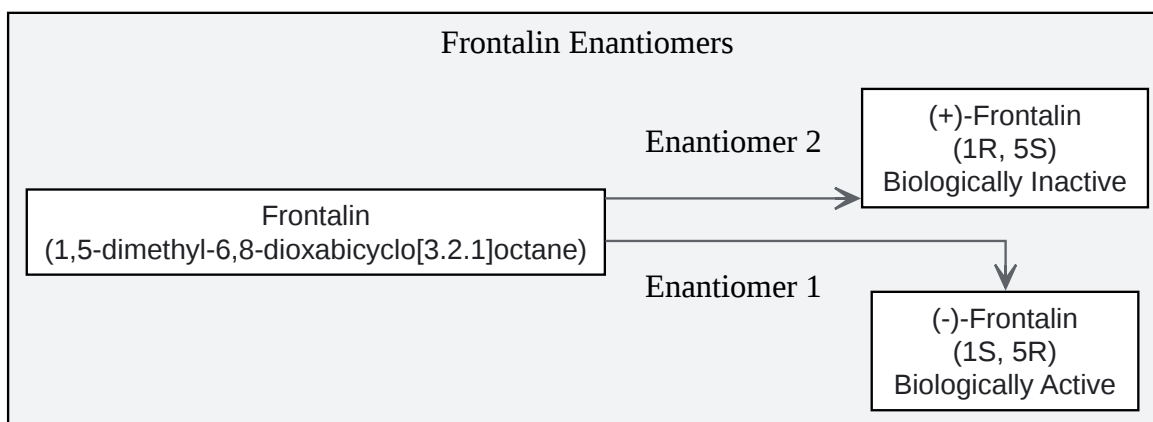 Frontalin Enantiomers
Enantiomer 2
(+)-Frontalin
(1R, 5S)
Biologically Inactive
Frontalin
(1,5-dimethyl-6,8-dioxabicyclo[3.2.1]octane)
Enantiomer 1
(-)-Frontalin
(1S, 5R)
Biologically Active